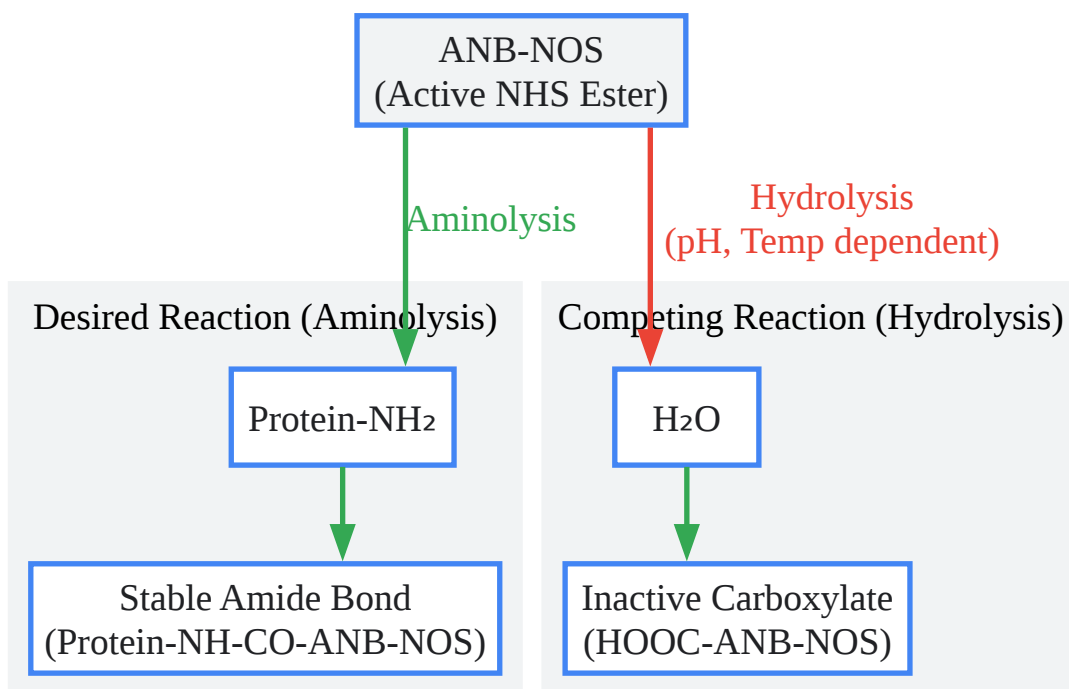 ANB-NOS
(Active NHS Ester)
Aminolysis
Hydrolysis
(pH, Temp dependent)
Desired Reaction (Aminolysis)
Competing Reaction (Hydrolysis)
Protein-NH₂
H₂O
Stable Amide Bond
(Protein-NH-CO-ANB-NOS)
Inactive Carboxylate
(HOOC-ANB-NOS)